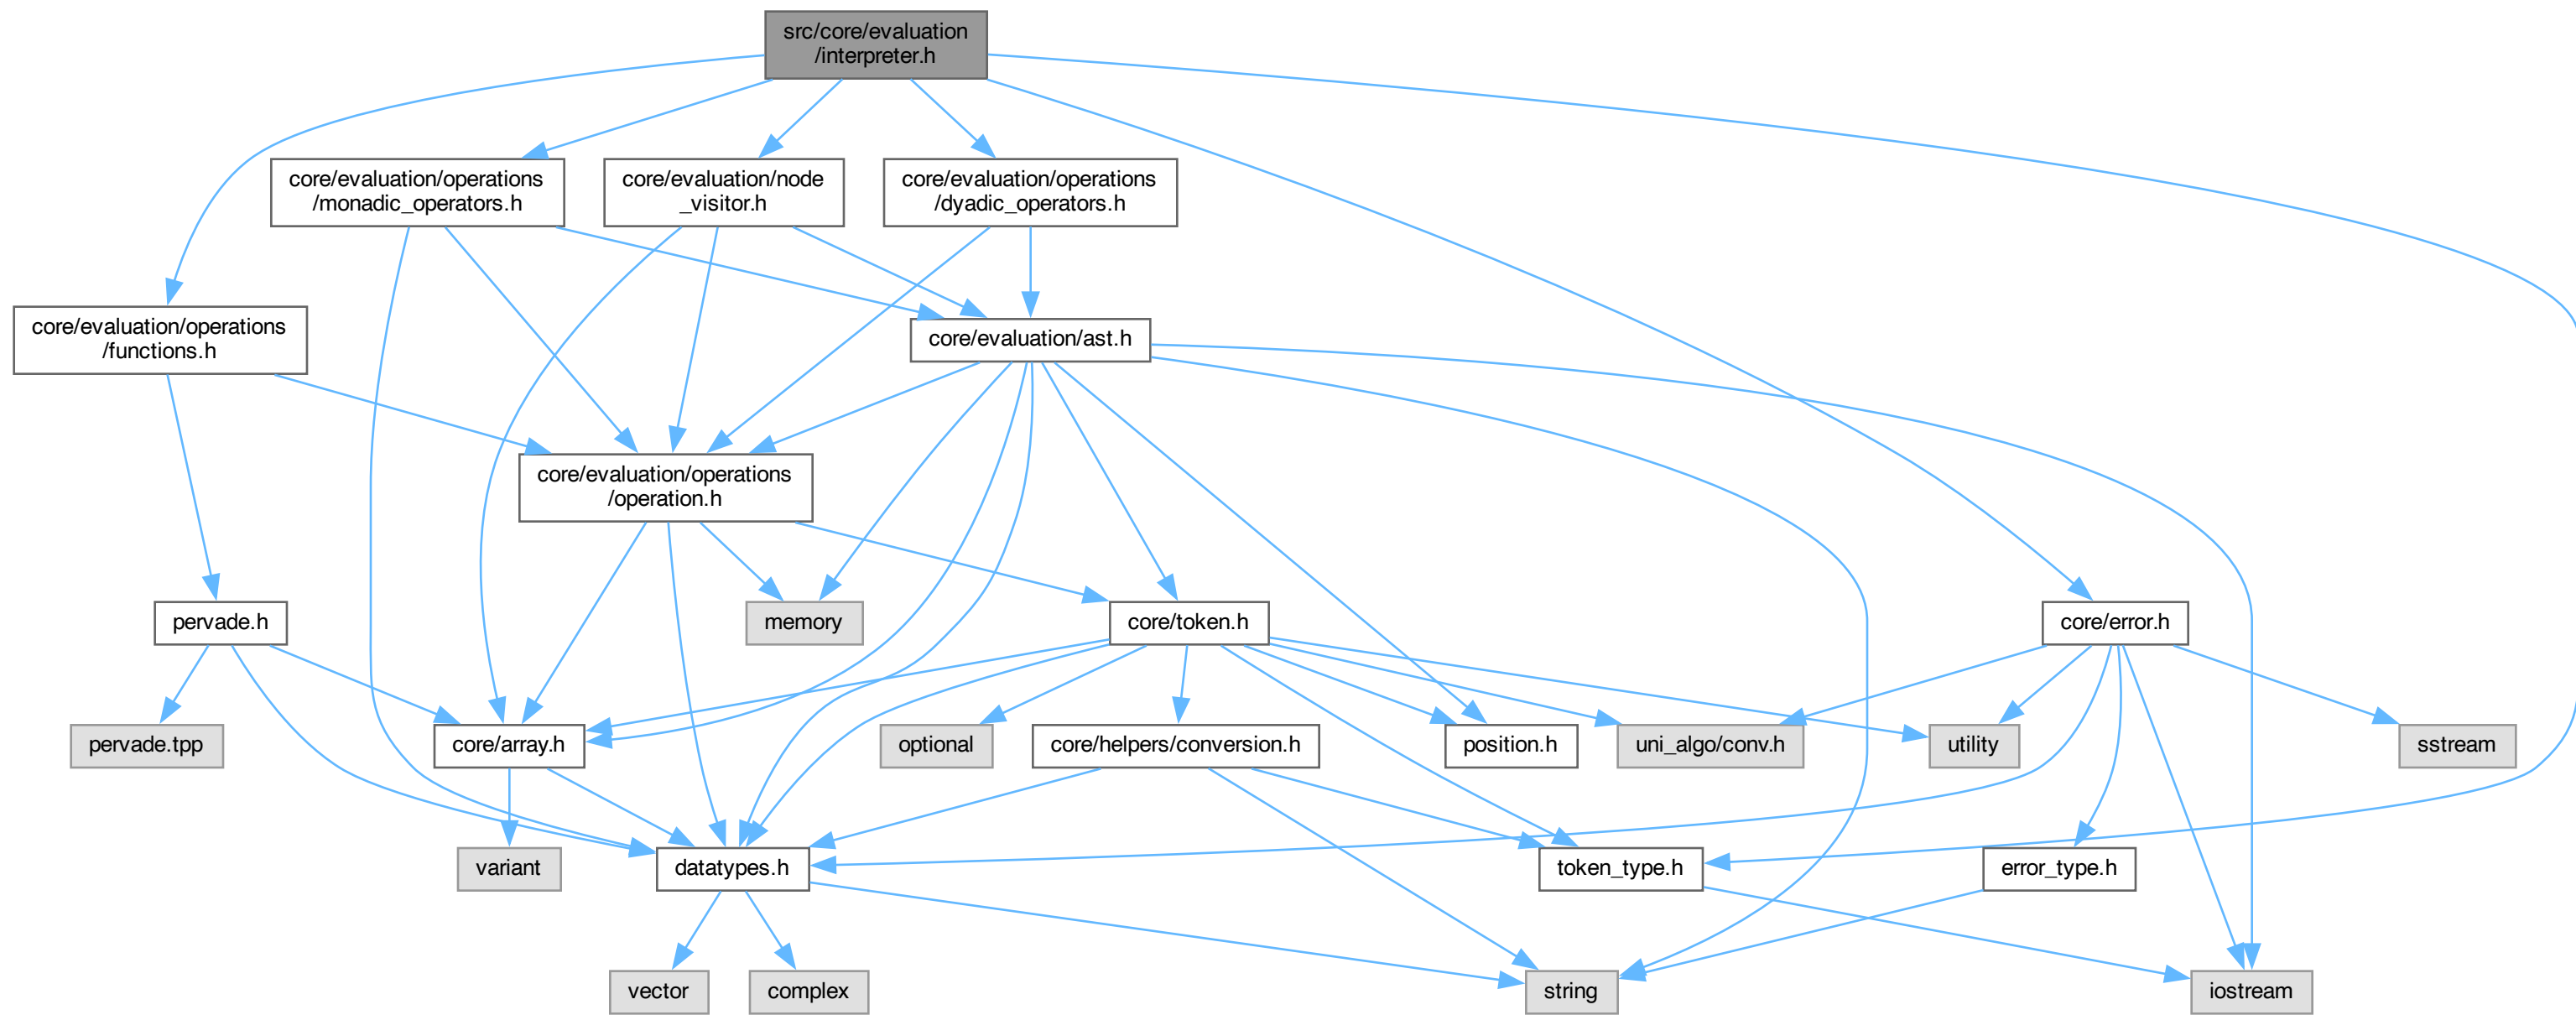 src/core/evaluation
/interpreter.h
core/evaluation/operations
/monadic_operators.h
core/evaluation/node
_visitor.h
core/evaluation/operations
/dyadic_operators.h
core/evaluation/operations
/functions.h
core/evaluation/ast.h
core/evaluation/operations
/operation.h
pervade.h
memory
core/token.h
core/error.h
pervade.tpp
core/array.h
optional
core/helpers/conversion.h
position.h
uni_algo/conv.h
utility
sstream
variant
datatypes.h
token_type.h
error_type.h
vector
complex
string
iostream